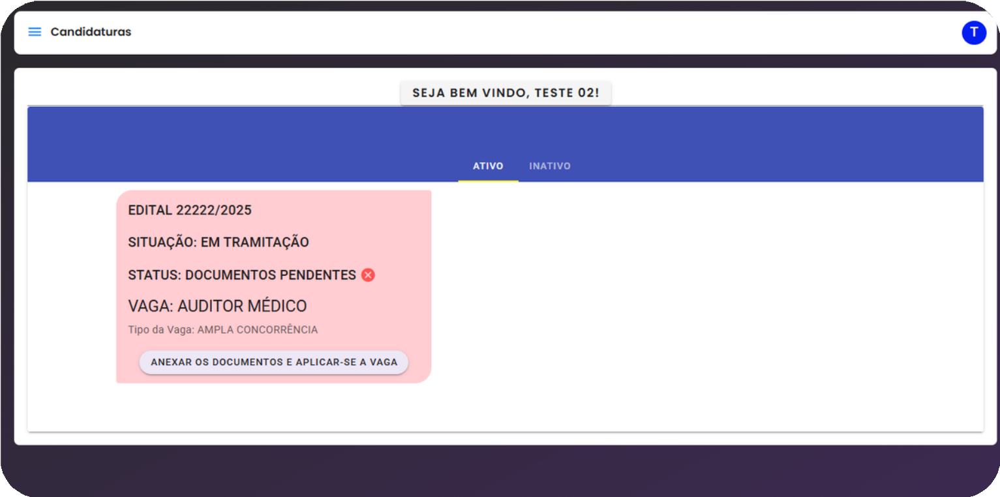 Candidaturas
T
SEJA BEM VINDO, TESTE 02!
ATIVO INATIVO
EDITAL 22222/2025
SITUAÇÃO: EM TRAMITAÇÃO
STATUS: DOCUMENTOS PENDENTES
VAGA: AUDITOR MÉDICO
Tipo da Vaga: AMPLA CONCORRÊNCIA
ANEXAR OS DOCUMENTOS E APLICAR-SE A VAGA